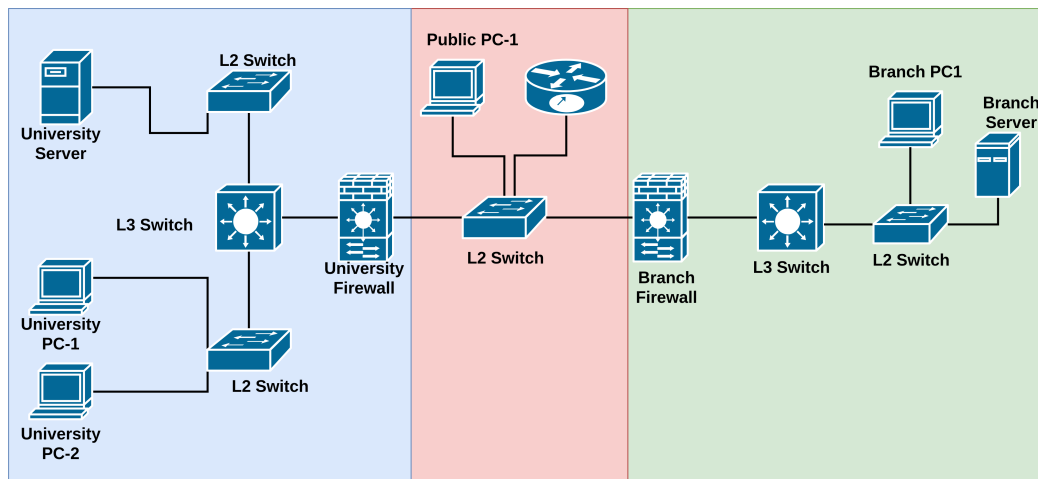 L2 Switch
University
Server
L3 Switch
University
PC-1
University
PC-2
L2 Switch
University
Firewall
Public PC-1
L2 Switch
Branch
Firewall
L3 Switch
Branch PC1
Branch
Server
L2 Switch